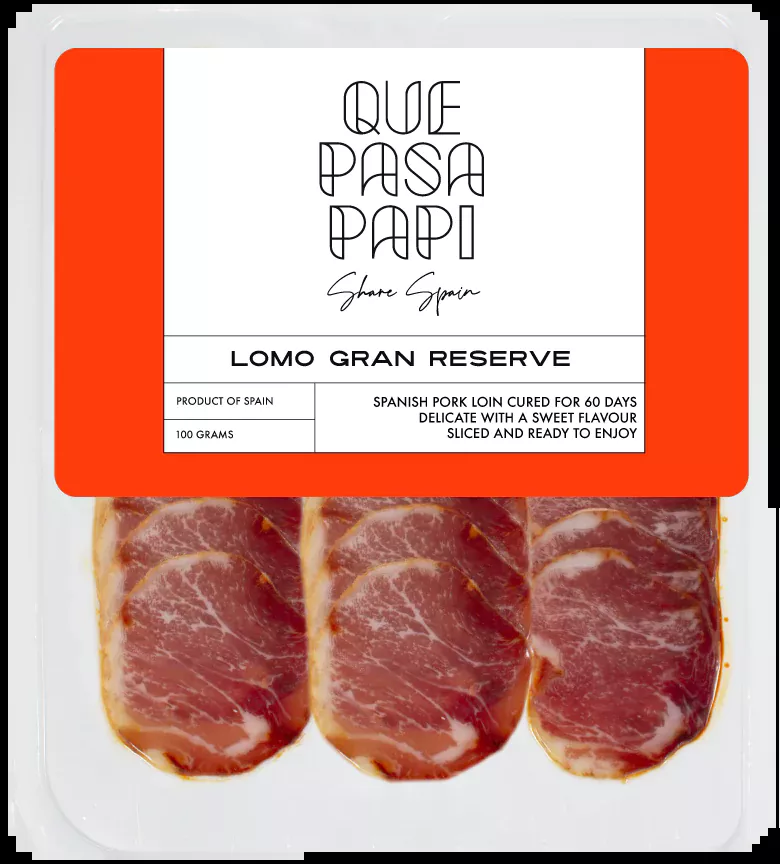 QUE
PASA
PAPI
Share Spain
LOMO GRAN RESERVE
PRODUCT OF SPAIN
100 GRAMS
SPANISH PORK LOIN CURED FOR 60 DAYS
DELICATE WITH A SWEET FLAVOUR
SLICED AND READY TO ENJOY